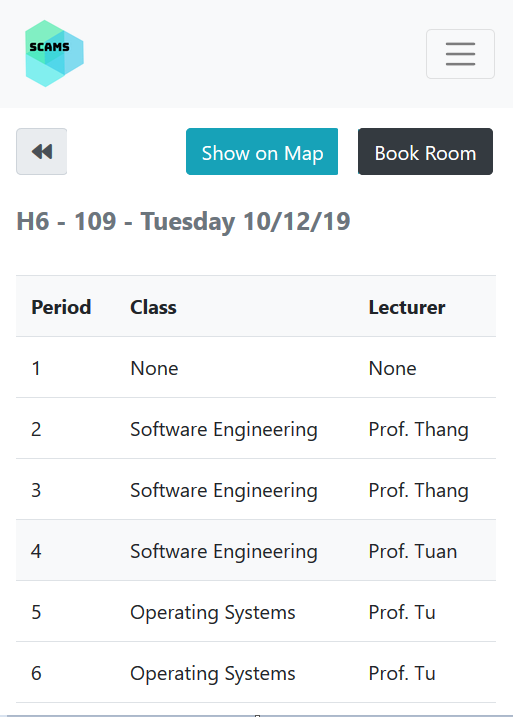 SCAMS
Show on Map Book Room
H6 - 109 - Tuesday 10/12/19
Period Class Lecturer
1 None None
2 Software Engineering Prof. Thang
3 Software Engineering Prof. Thang
4 Software Engineering Prof. Tuan
5 Operating Systems Prof. Tu
6 Operating Systems Prof. Tu